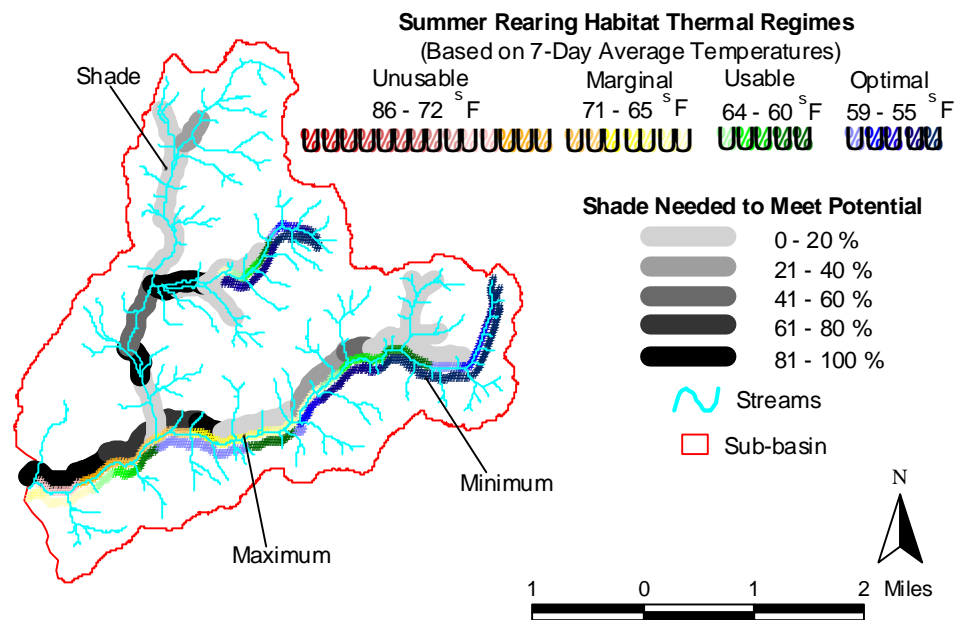 Summer Rearing Habitat Thermal Regimes
(Based on 7-Day Average Temperatures)
Unusable
86 - 72 s F
Marginal
71 - 65 s F
Usable
64 - 60 s F
Optimal
59 - 55 s F
Shade
Shade Needed to Meet Potential
0 - 20 %
21 - 40 %
41 - 60 %
61 - 80 %
81 - 100 %
Streams
Sub-basin
Minimum
Maximum
N
1 0 1 2 Miles